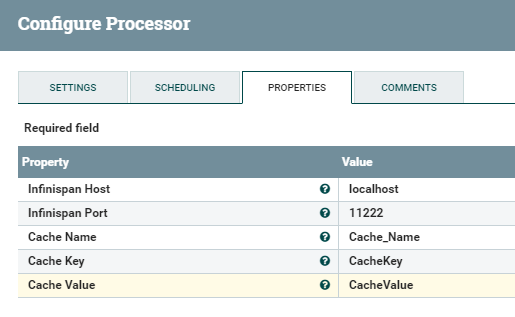 Configure Processor
SETTINGS SCHEDULING PROPERTIES COMMENTS
Required field
Property Value
Infinispan Host localhost
Infinispan Port 11222
Cache Name Cache_Name
Cache Key CacheKey
Cache Value CacheValue